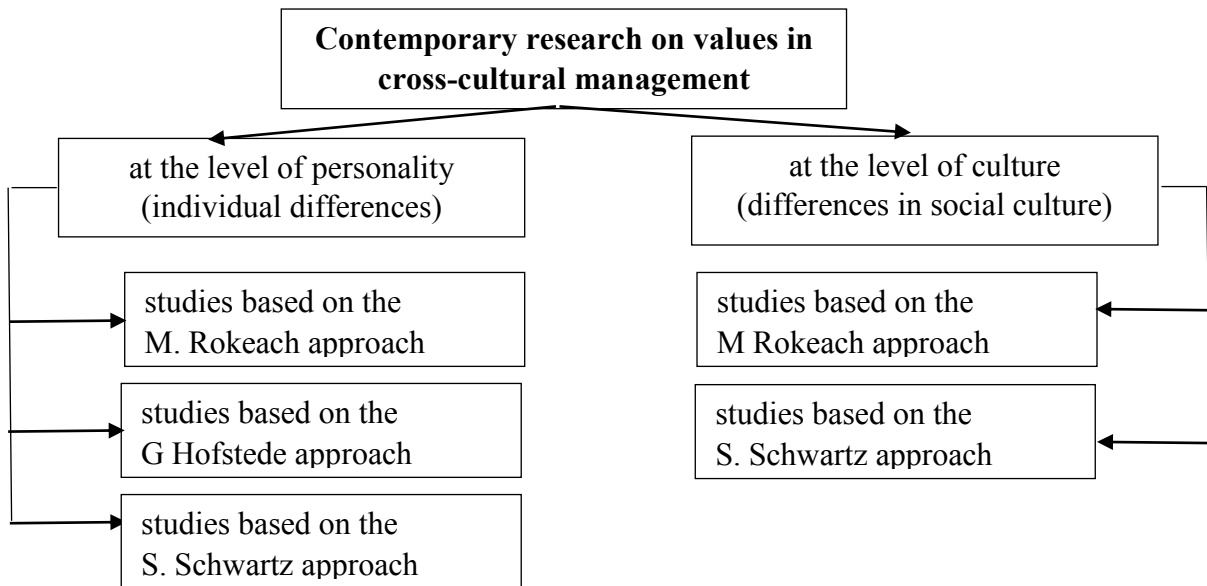 Contemporary research on values in
cross-cultural management
at the level of personality
(individual differences)
at the level of culture
(differences in social culture)
studies based on the
M. Rokeach approach
studies based on the
M Rokeach approach
studies based on the
G Hofstede approach
studies based on the
S. Schwartz approach
studies based on the
S. Schwartz approach